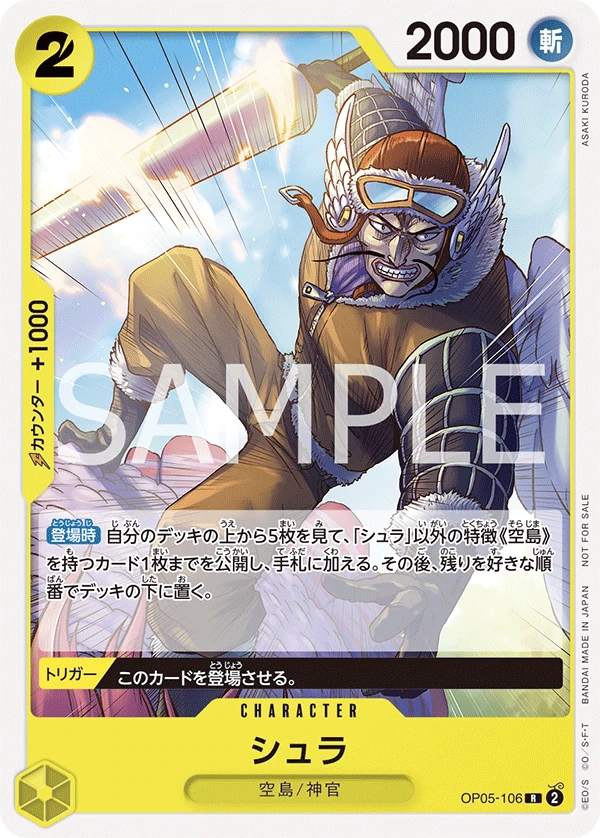 2
2000
斬
ASAKI KURODA
カウンター +1000
SAMPLE
登場時 自分のデッキの上から5枚を見て、「シュラ」以外の特徴《空島》
を持つカード1枚までを公開し、手札に加える。その後、残りを好きな順
番でデッキの下に置く。
トリガー このカードを登場させる。
CHARACTER
シュラ
空島/神官
OP05-106 R 2
©EO/S ©O/S・F・T BANDAI MADE IN JAPAN NOT FOR SALE